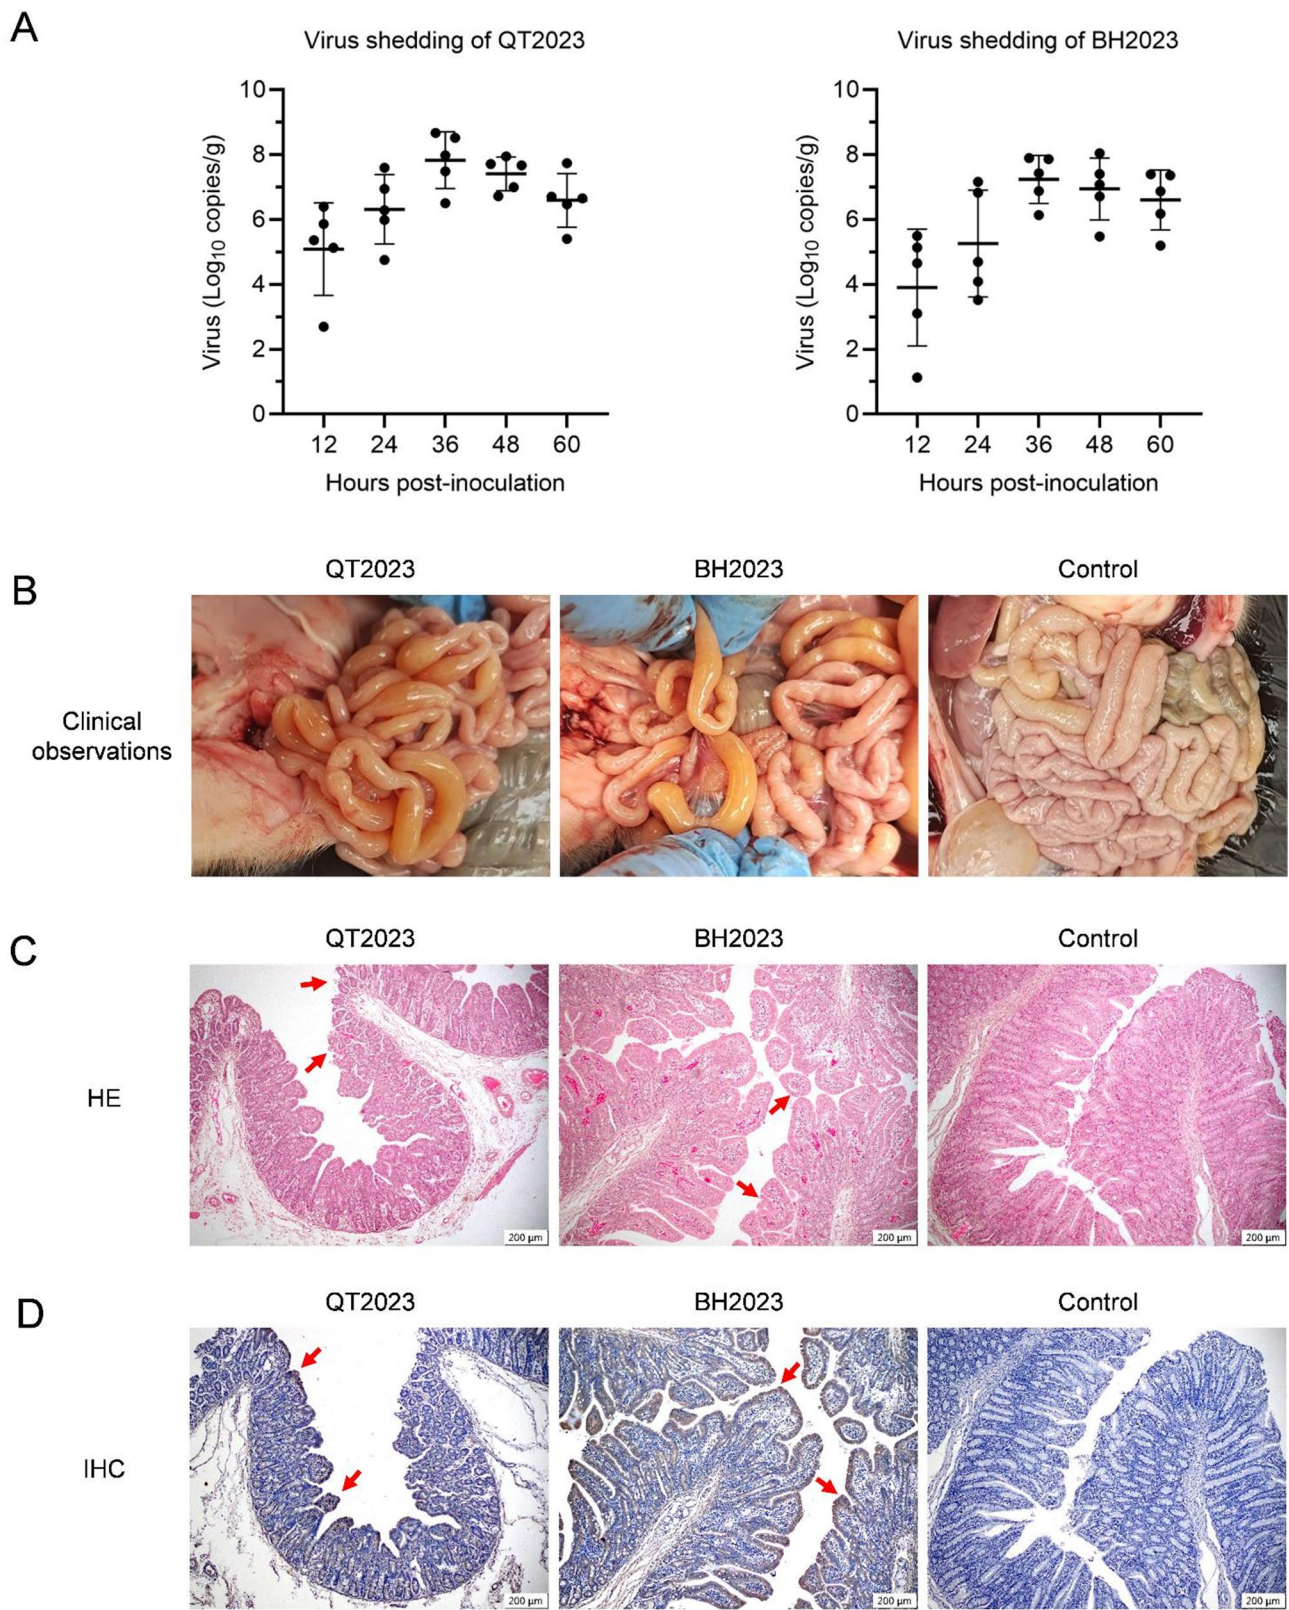 A
Virus shedding of QT2023
Virus (Log10 copies/g)
10
8
6
4
2
0
12 24 36 48 60
Hours post-inoculation
Virus shedding of BH2023
Virus (Log10 copies/g)
10
8
6
4
2
0
12 24 36 48 60
Hours post-inoculation
B
QT2023 BH2023 Control
Clinical
observations
C
QT2023 BH2023 Control
HE
200 µm 200 µm 200 µm
D
QT2023 BH2023 Control
IHC
200 µm 200 µm 200 µm